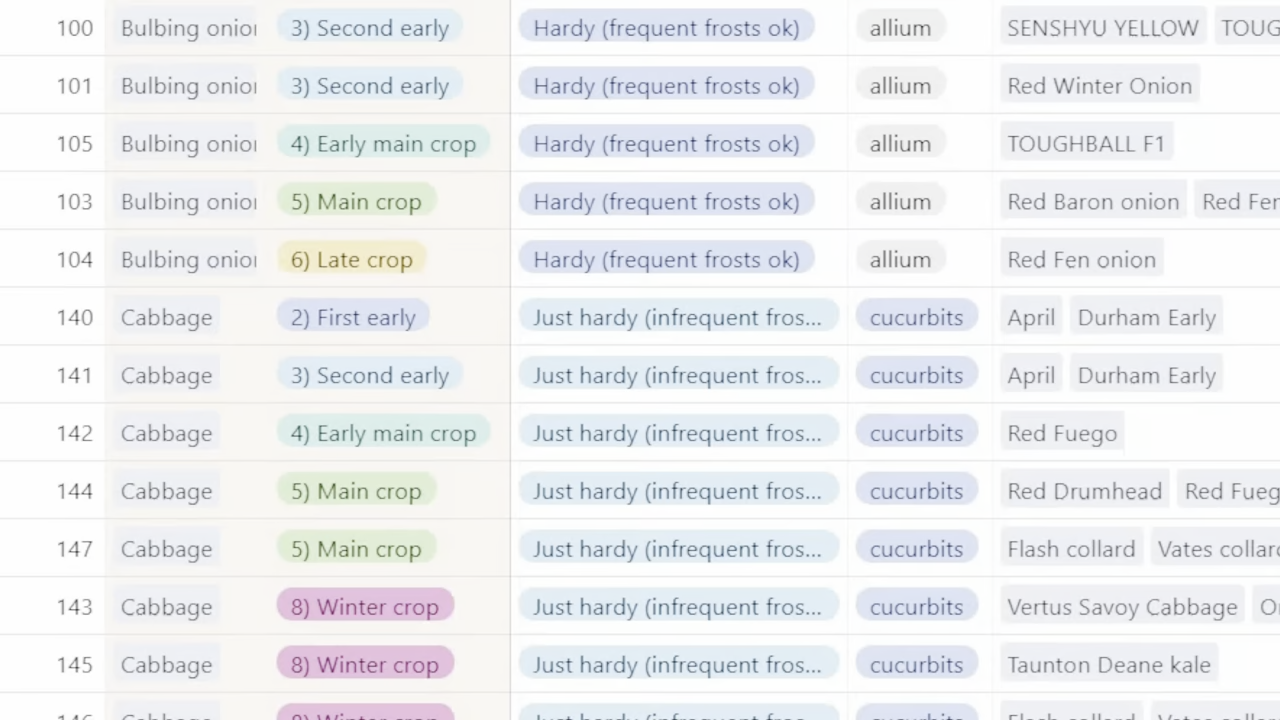 100 Bulbing onion 3) Second early Hardy (frequent frosts ok) allium SENSHYU YELLOW TOUG
101 Bulbing onion 3) Second early Hardy (frequent frosts ok) allium Red Winter Onion
105 Bulbing onion 4) Early main crop Hardy (frequent frosts ok) allium TOUGHBALL F1
103 Bulbing onion 5) Main crop Hardy (frequent frosts ok) allium Red Baron onion Red Fen
104 Bulbing onion 6) Late crop Hardy (frequent frosts ok) allium Red Fen onion
140 Cabbage 2) First early Just hardy (infrequent fros... cucurbits April Durham Early
141 Cabbage 3) Second early Just hardy (infrequent fros... cucurbits April Durham Early
142 Cabbage 4) Early main crop Just hardy (infrequent fros... cucurbits Red Fuego
144 Cabbage 5) Main crop Just hardy (infrequent fros... cucurbits Red Drumhead Red Fueg
147 Cabbage 5) Main crop Just hardy (infrequent fros... cucurbits Flash collard Vates collard
143 Cabbage 8) Winter crop Just hardy (infrequent fros... cucurbits Vertus Savoy Cabbage
145 Cabbage 8) Winter crop Just hardy (infrequent fros... cucurbits Taunton Deane kale